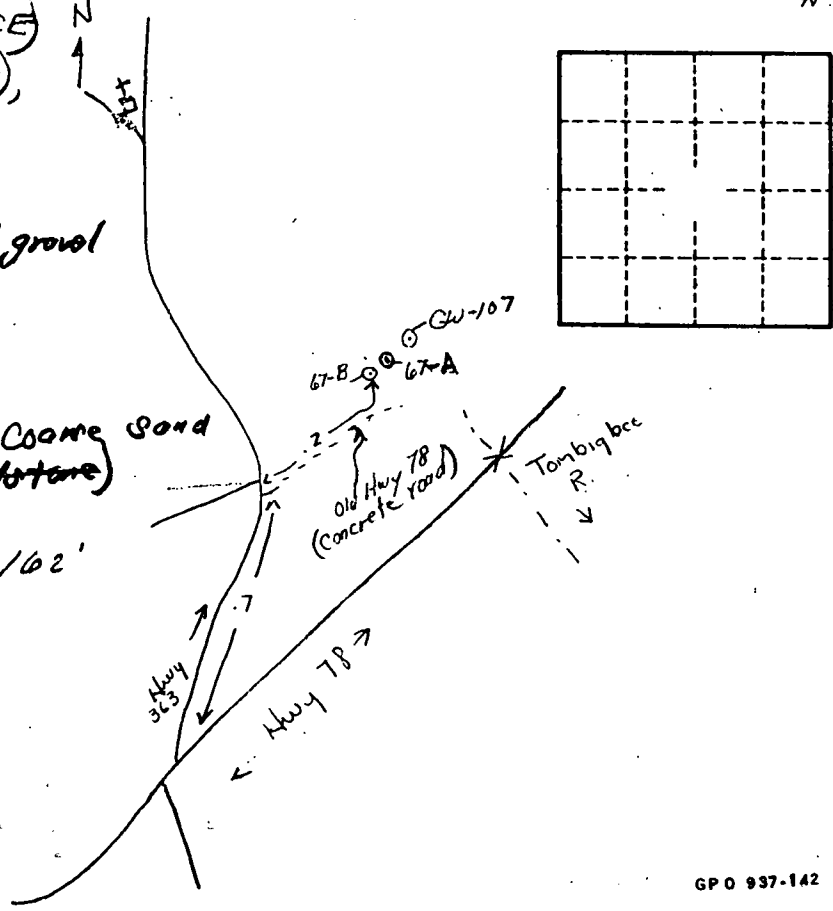 N
N
gravel
GW-107
67-B
67-A
Coarse Sand
.2
Old Hwy 78
(Concrete road)
Tombigbee
R.
162'
.7
Hwy
363
Hwy 78
GPO 937-142